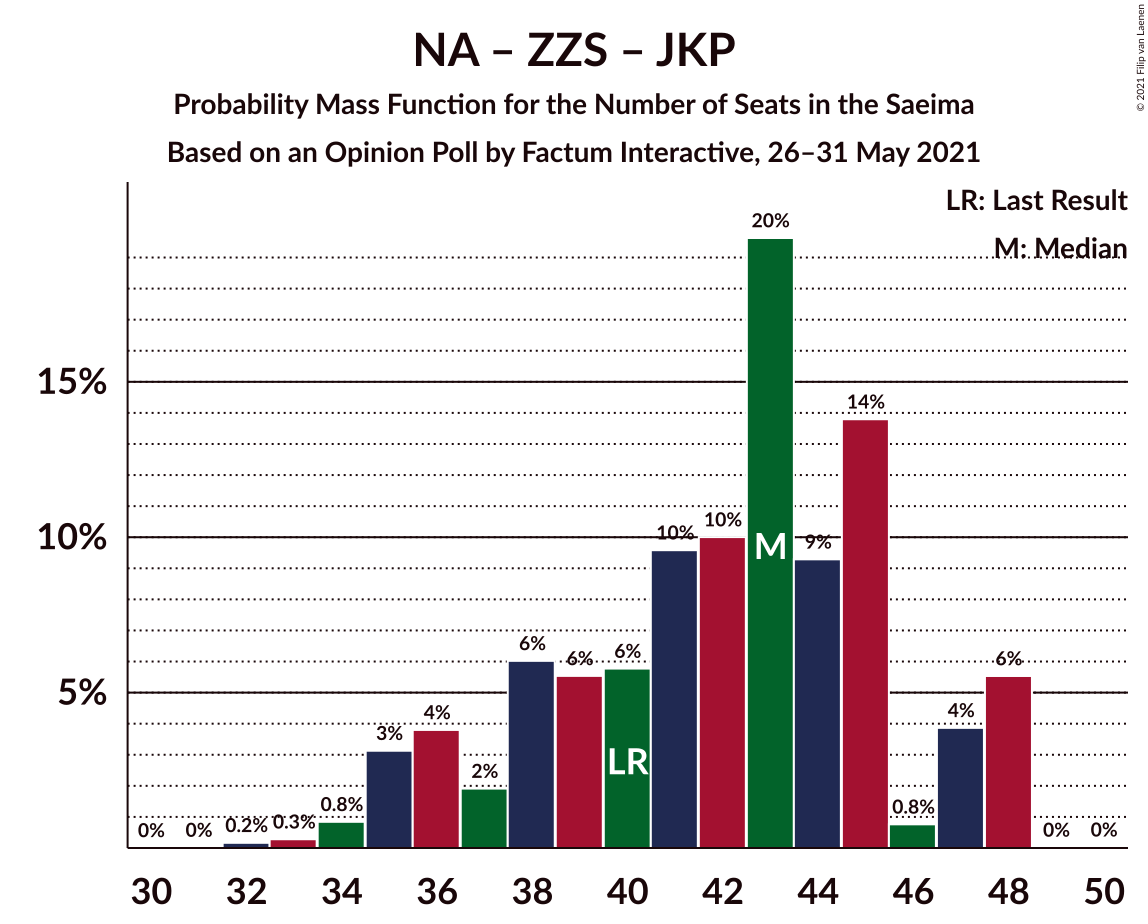 NA – ZZS – JKP
Probability Mass Function for the Number of Seats in the Saeima
Based on an Opinion Poll by Factum Interactive, 26–31 May 2021
© 2021 Filip van Laenen
LR: Last Result
M: Median
15%
10%
5%
0%
0%
0.2%
0.3%
0.8%
3%
4%
2%
6%
6%
6%
10%
10%
20%
9%
14%
0.8%
4%
6%
0%
0%
LR
M
30 32 34 36 38 40 42 44 46 48 50